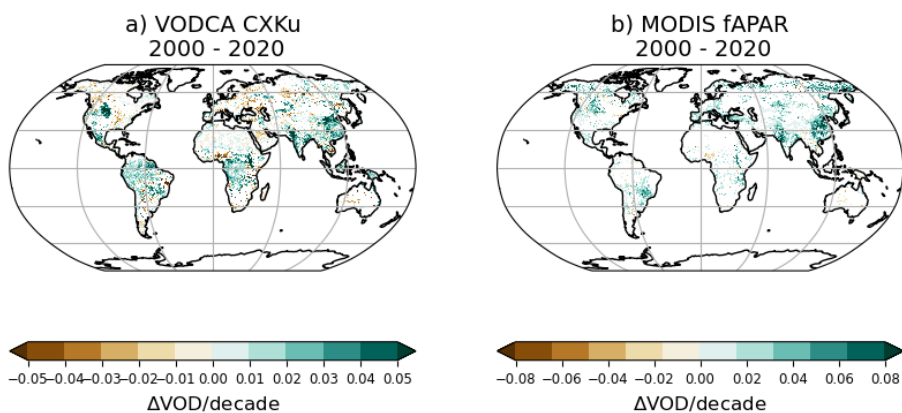 a) VODCA CXKu
2000 - 2020
b) MODIS fAPAR
2000 - 2020
−0.05−0.04−0.03−0.02−0.01 0.00 0.01 0.02 0.03 0.04 0.05
ΔVOD/decade
−0.08 −0.06 −0.04 −0.02 0.00 0.02 0.04 0.06 0.08
ΔVOD/decade